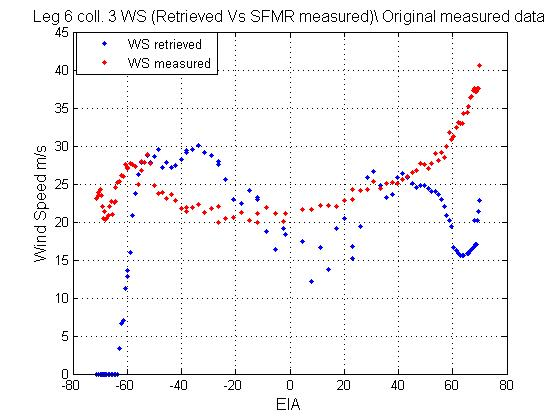 Leg 6 coll. 3 WS (Retrieved Vs SFMR measured)\ Original measured data
WS retrieved
WS measured
Wind Speed m/s
45
40
35
30
25
20
15
10
5
0
-80 -60 -40 -20 0 20 40 60 80
EIA